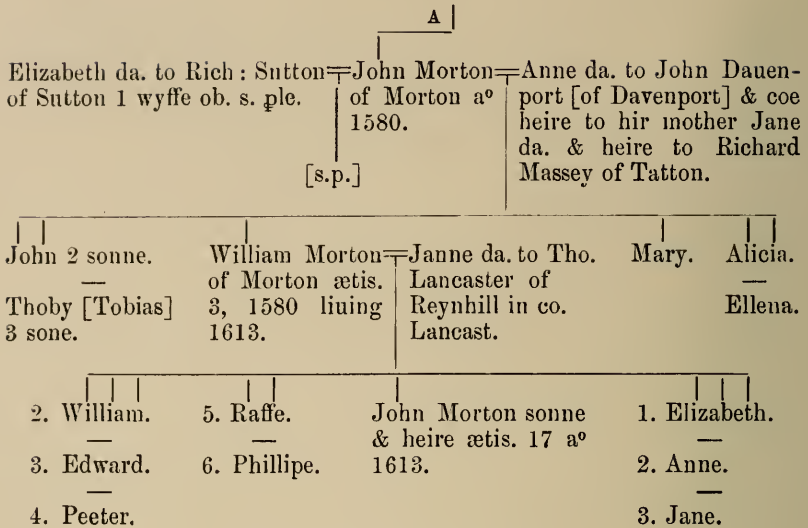 A
Elizabeth da. to Rich : Sutton
of Sutton 1 wyffe ob. s. ple.
John Morton
of Morton aº
1580.
Anne da. to John Dauen-
port [of Davenport] & coe
heire to hir mother Jane
da. & heire to Richard
Massey of Tatton.
[s.p.]
John 2 sonne.
—
Thoby [Tobias]
3 sone.
William Morton
of Morton ætis.
3, 1580 liuing
1613.
Janne da. to Tho.
Lancaster of
Reynhill in co.
Lancast.
Mary.
Alicia.
—
Ellena.
2. William.
—
3. Edward.
—
4. Peeter.
5. Raffe.
—
6. Phillipe.
John Morton sonne
& heire ætis. 17 aº
1613.
1. Elizabeth.
—
2. Anne.
—
3. Jane.